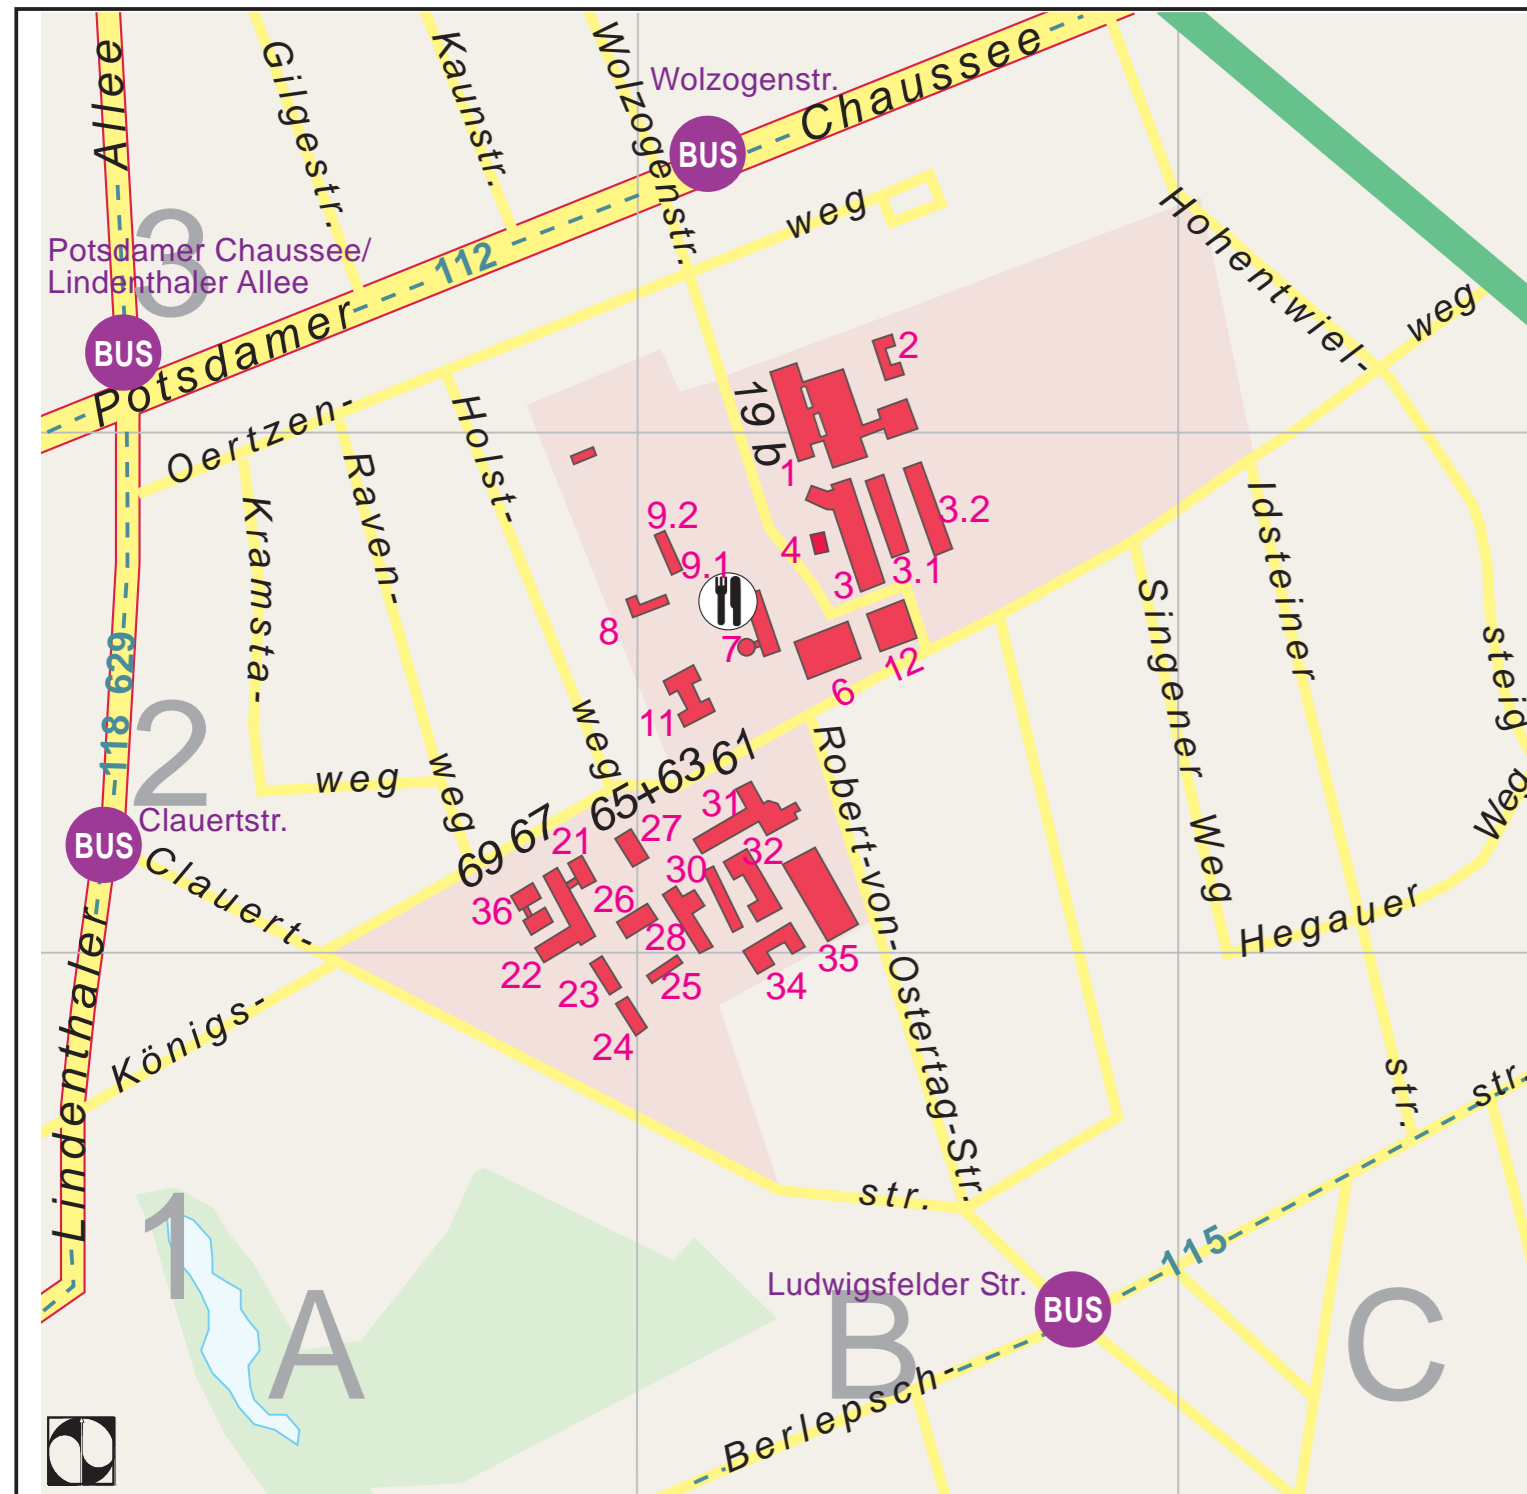 Allee
Gilgestr.
Kaunstr.
Wolzogenstr.
Wolzogenstr.
BUS
Chaussee
weg
Hohentwiel-
weg
3
Potsdamer Chaussee/
Lindenthaler Allee
112
BUS
Potsdamer
Oertzen-
Holst-
Raven-
Kramsta-
19 b
2
1
3.2
3.1
3
4
9.2
9.1
8
7
6
12
11
Idsteiner
Singener Weg
steig
118 629
2
weg
weg
weg
BUS
Clauertstr.
Clauert-
69 67 65+63 61
Robert-von-Ostertag-Str.
31
27
21
32
30
36
26
28
22
35
25
34
23
24
Weg
Hegauer
Königs-
Lindenthaler
str.
str.
str.
115
1
A
Ludwigsfelder Str.
BUS
B
C
Berlepsch-